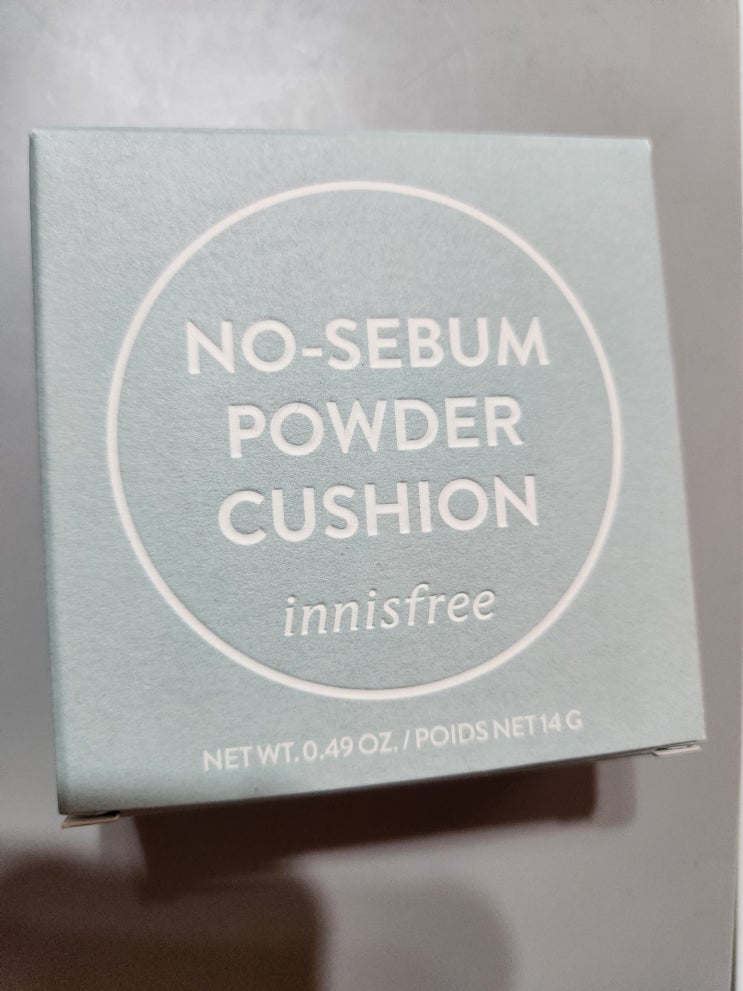 NO-SEBUM
POWDER
CUSHION
innisfree
NET WT. 0.49 OZ. / POIDS NET 14 G